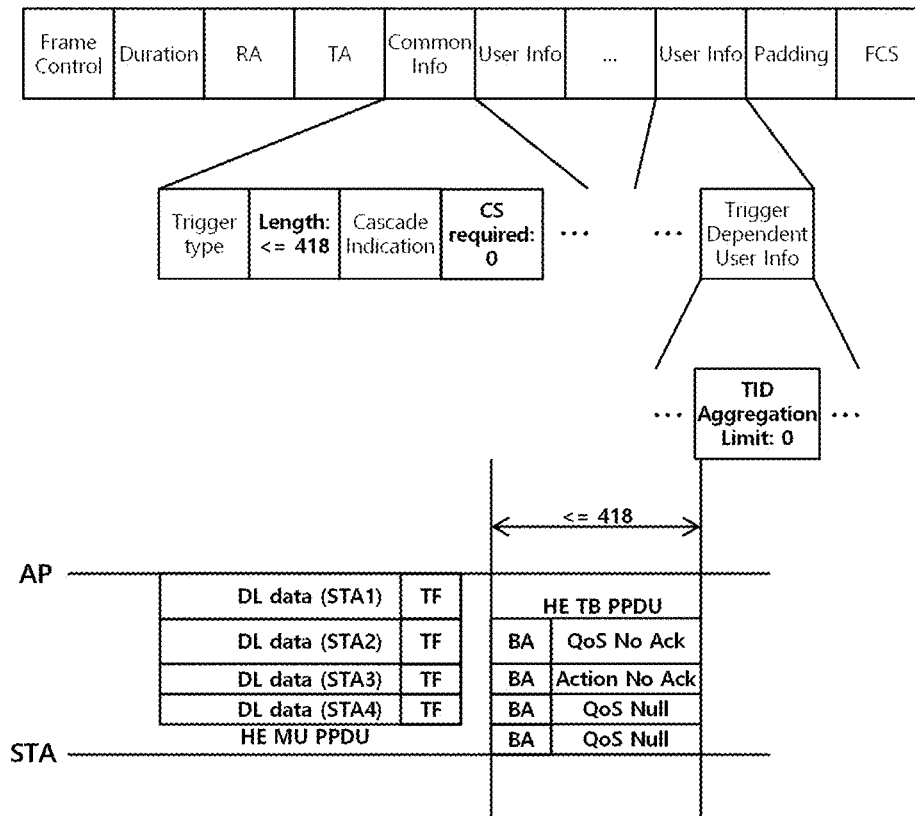 Frame Control
Duration
RA
TA
Common Info
User Info
...
User Info
Padding
FCS
Trigger type
Length: <= 418
Cascade Indication
CS required: 0
...
...
Trigger Dependent User Info
...
TID Aggregation Limit: 0
...
<= 418
AP
DL data (STA1) TF
HE TB PPDU
DL data (STA2) TF
BA QoS No Ack
DL data (STA3) TF
BA Action No Ack
DL data (STA4) TF
BA QoS Null
HE MU PPDU
BA QoS Null
STA